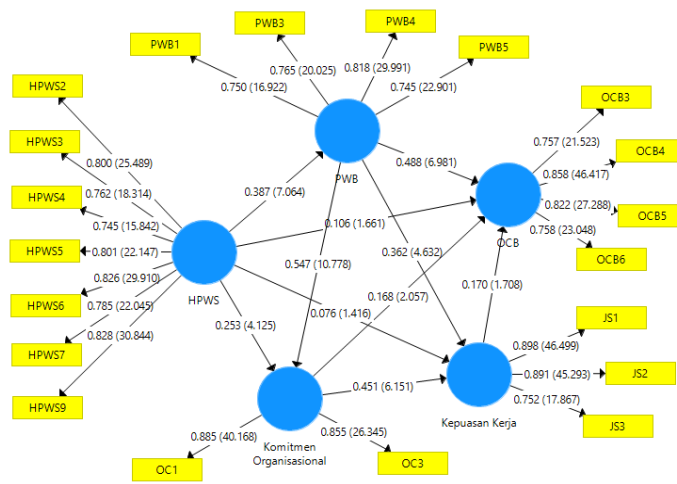 PWB1
PWB3
PWB4
PWB5
0.750 (16.922)
0.765 (20.025)
0.818 (29.991)
0.745 (22.901)
HPWS2
HPWS3
HPWS4
HPWS5
HPWS6
HPWS7
HPWS9
0.800 (25.489)
0.762 (18.314)
0.745 (15.842)
0.801 (22.147)
0.826 (29.910)
0.785 (22.045)
0.828 (30.844)
HPWS
PWB
0.387 (7.064)
0.488 (6.981)
0.106 (1.661)
0.362 (4.632)
0.547 (10.778)
0.168 (2.057)
0.076 (1.416)
0.253 (4.125)
0.170 (1.708)
0.451 (6.151)
OCB
OCB3
OCB4
OCB5
OCB6
0.757 (21.523)
0.858 (46.417)
0.822 (27.288)
0.758 (23.048)
Kepuasan Kerja
JS1
JS2
JS3
0.898 (46.499)
0.891 (45.293)
0.752 (17.867)
Komitmen
Organisasional
0.885 (40.168)
0.855 (26.345)
OC1
OC3